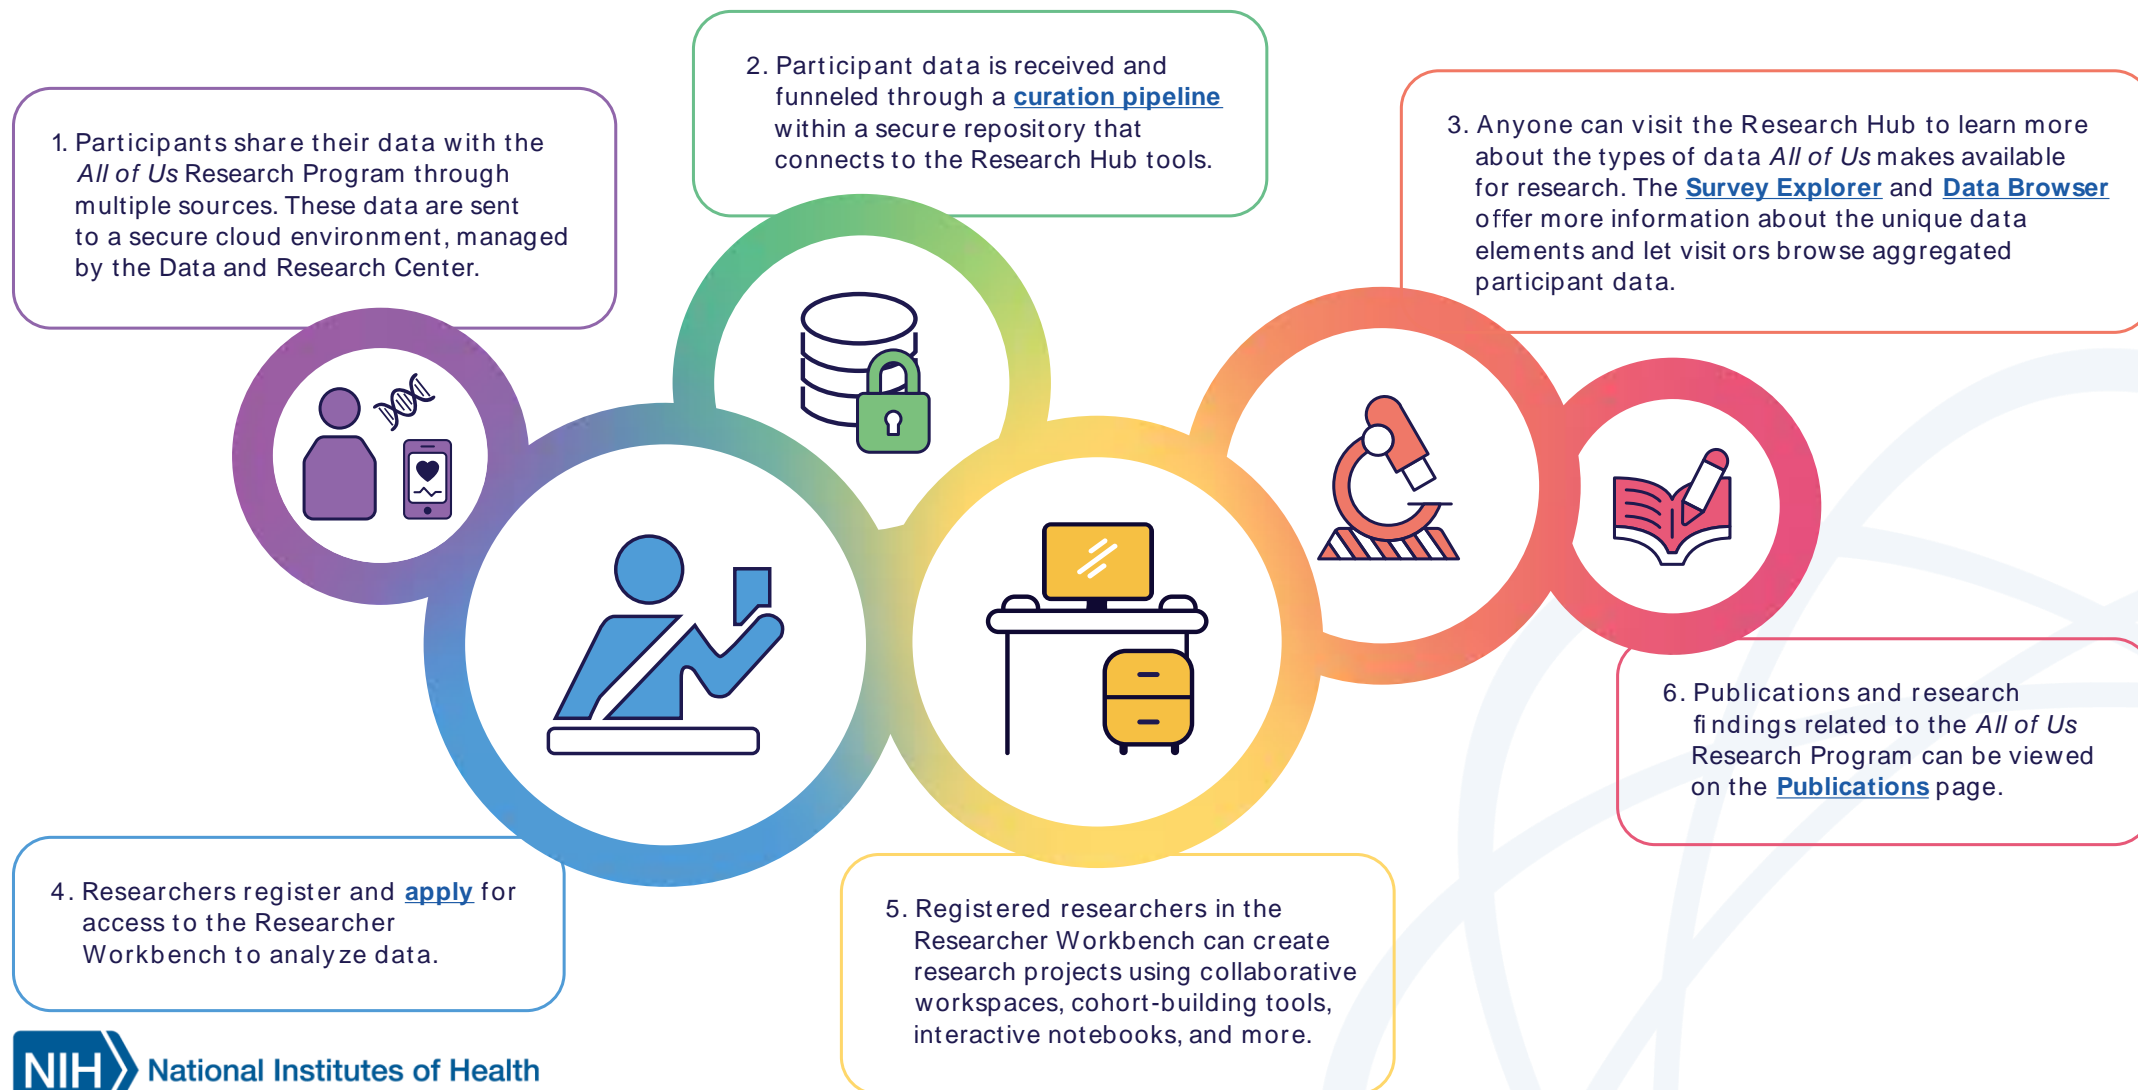 1. Participants share their data with the
All of Us Research Program through
multiple sources. These data are sent
to a secure cloud environment, managed
by the Data and Research Center.
2. Participant data is received and
funneled through a curation pipeline
within a secure repository that
connects to the Research Hub tools.
3. Anyone can visit the Research Hub to learn more
about the types of data All of Us makes available
for research. The Survey Explorer and Data Browser
offer more information about the unique data
elements and let visitors browse aggregated
participant data.
4. Researchers register and apply for
access to the Researcher
Workbench to analyze data.
5. Registered researchers in the
Researcher Workbench can create
research projects using collaborative
workspaces, cohort-building tools,
interactive notebooks, and more.
6. Publications and research
findings related to the All of Us
Research Program can be viewed
on the Publications page.
NIH National Institutes of Health